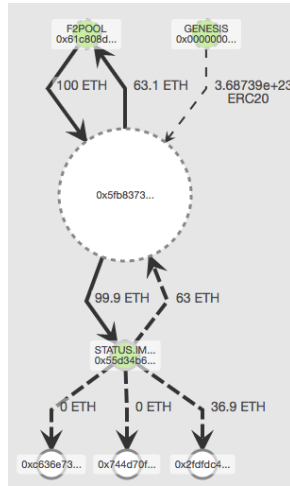 F2POOL
0x61c808d...
GENESIS
0x0000000...
100 ETH
63.1 ETH
3.68739e+23
ERC20
0x5fb8373...
99.9 ETH
63 ETH
STATUS.IM...
0x55d34b6...
0 ETH
0 ETH
36.9 ETH
0xc636e73...
0x744d70f...
0x2fdfdc4...